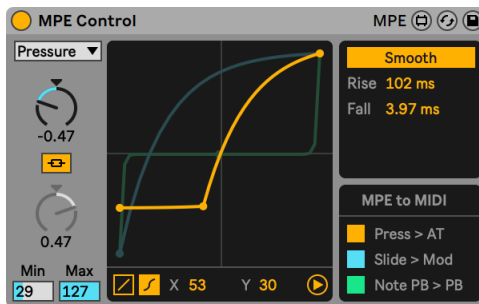 MPE Control MPE
Pressure
-0.47
0.47
Min Max
29 127
X 53 Y 30
Smooth
Rise 102 ms
Fall 3.97 ms
MPE to MIDI
Press > AT
Slide > Mod
Note PB > PB